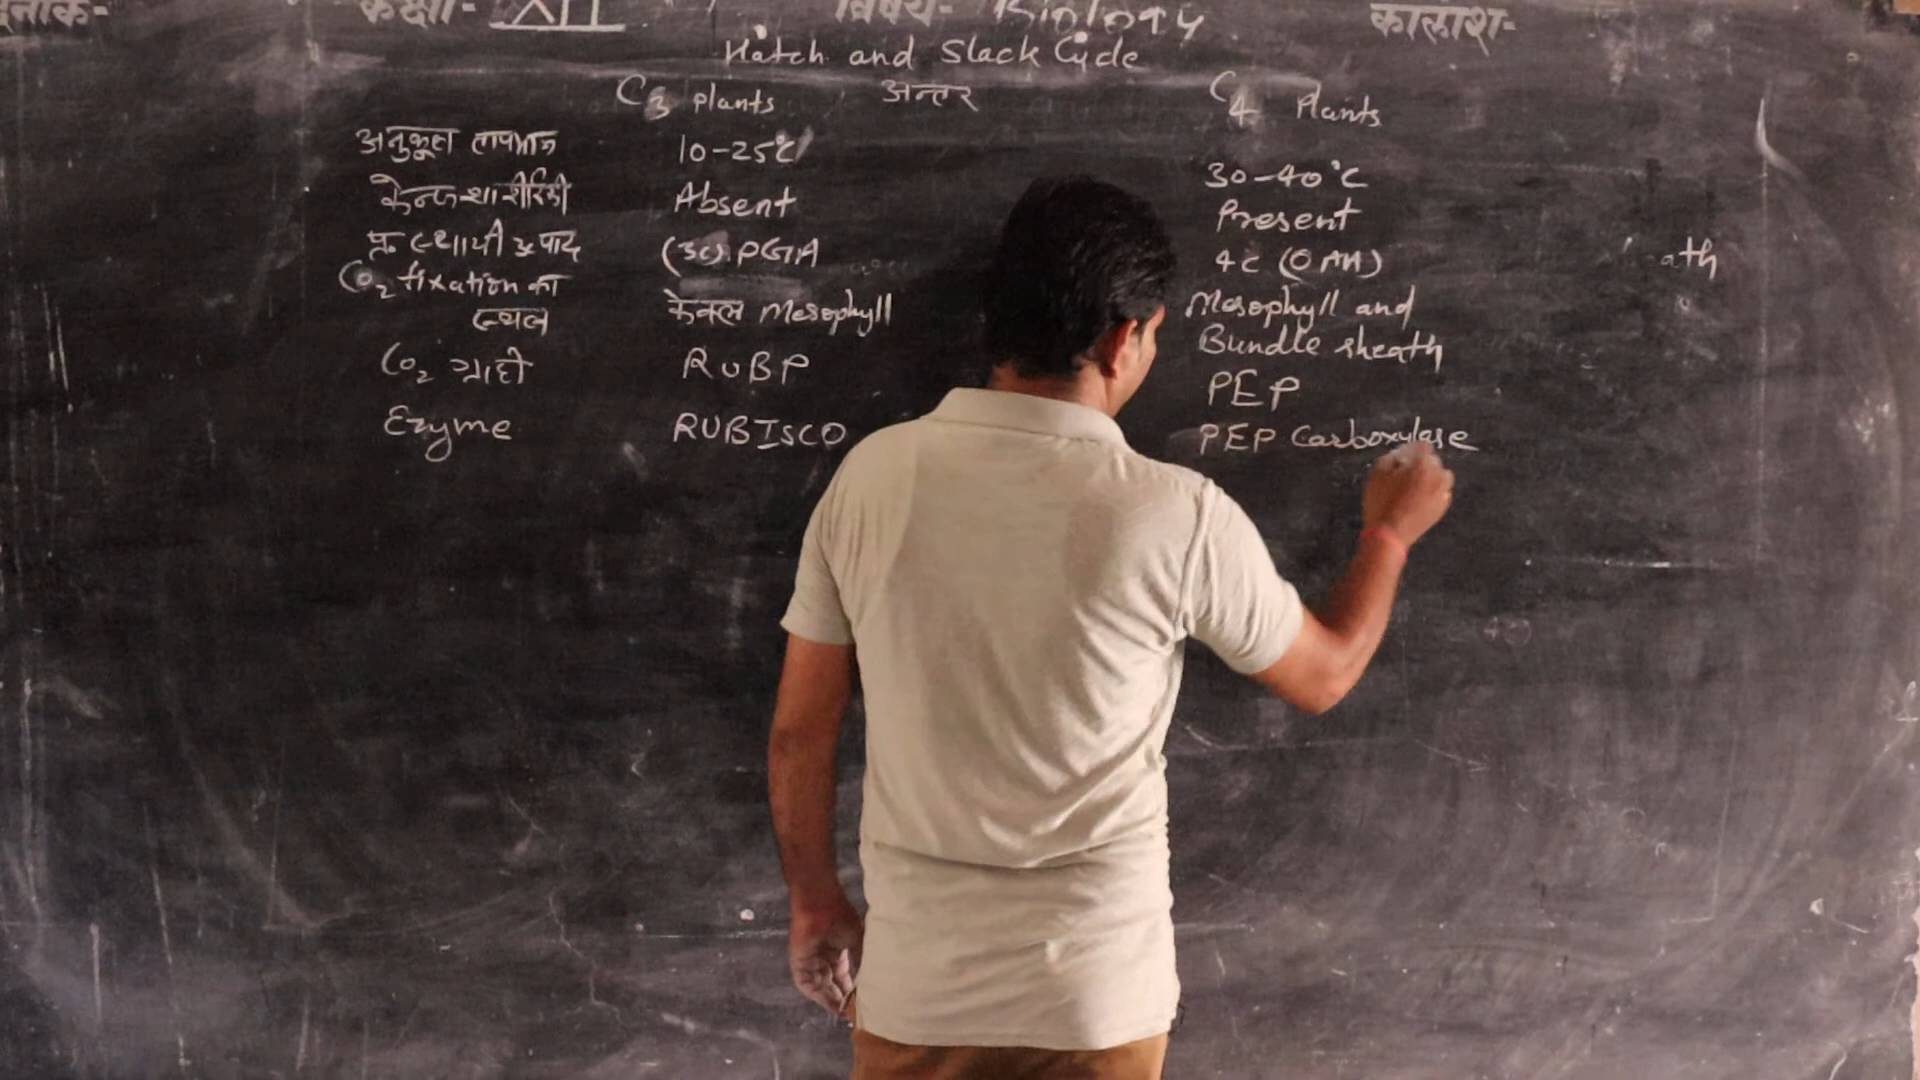 कक्षा:- XII विषय:- Biology कालांश:-
Hatch and Slack Cycle
C3 plants अन्तर C4 Plants
अनुकूल तापमान 10-25°C 30-40°C
केन्ज शारीरिकी Absent Present
प्र० स्थायी उत्पाद (3C) PGA 4C (OAA)
CO2 fixation का स्थल केवल Mesophyll Mesophyll and
Bundle sheath
CO2 ग्राही RUBP PEP
Ezyme RUBISCO PEP Carboxylase
ath